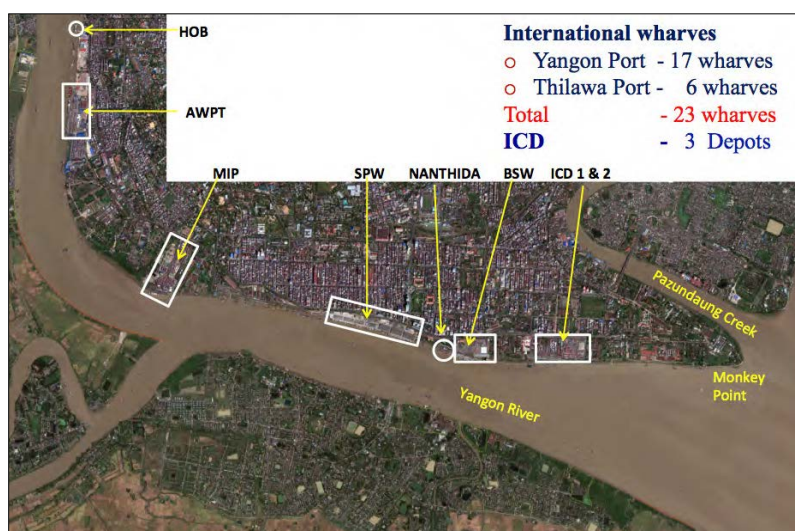 HOB
AWPT
International wharves
Yangon Port - 17 wharves
Thilawa Port - 6 wharves
Total - 23 wharves
ICD - 3 Depots
MIP
SPW
NANTHIDA
BSW
ICD 1 & 2
Pazundaung Creek
Monkey
Point
Yangon River